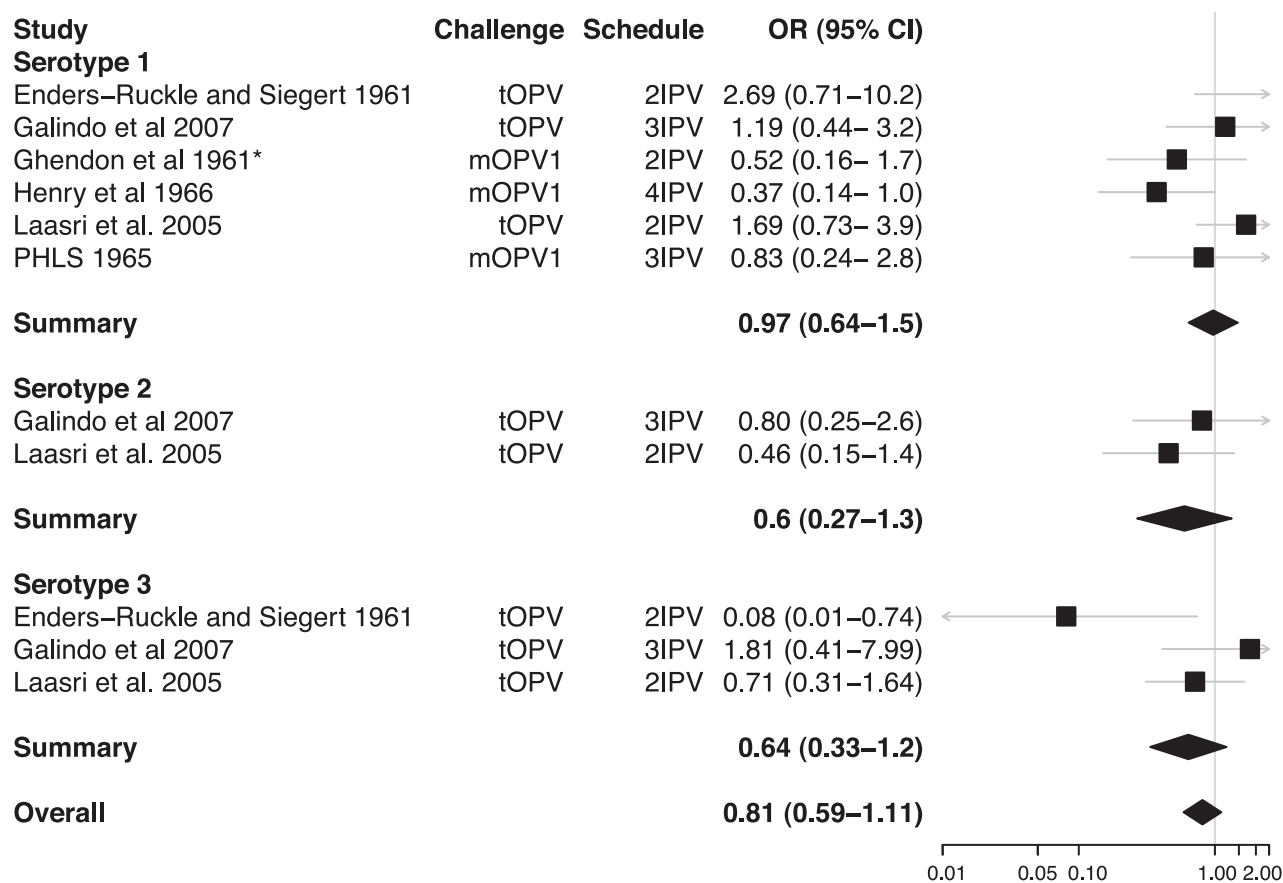 Study Challenge Schedule OR (95% CI)
Serotype 1
Enders−Ruckle and Siegert 1961 tOPV 2IPV 2.69 (0.71−10.2)
Galindo et al 2007 tOPV 3IPV 1.19 (0.44− 3.2)
Ghendon et al 1961* mOPV1 2IPV 0.52 (0.16− 1.7)
Henry et al 1966 mOPV1 4IPV 0.37 (0.14− 1.0)
Laasri et al. 2005 tOPV 2IPV 1.69 (0.73− 3.9)
PHLS 1965 mOPV1 3IPV 0.83 (0.24− 2.8)
Summary 0.97 (0.64−1.5)
Serotype 2
Galindo et al 2007 tOPV 3IPV 0.80 (0.25−2.6)
Laasri et al. 2005 tOPV 2IPV 0.46 (0.15−1.4)
Summary 0.6 (0.27−1.3)
Serotype 3
Enders−Ruckle and Siegert 1961 tOPV 2IPV 0.08 (0.01−0.74)
Galindo et al 2007 tOPV 3IPV 1.81 (0.41−7.99)
Laasri et al. 2005 tOPV 2IPV 0.71 (0.31−1.64)
Summary 0.64 (0.33−1.2)
Overall 0.81 (0.59−1.11)
0.01 0.05 0.10 1.00 2.00